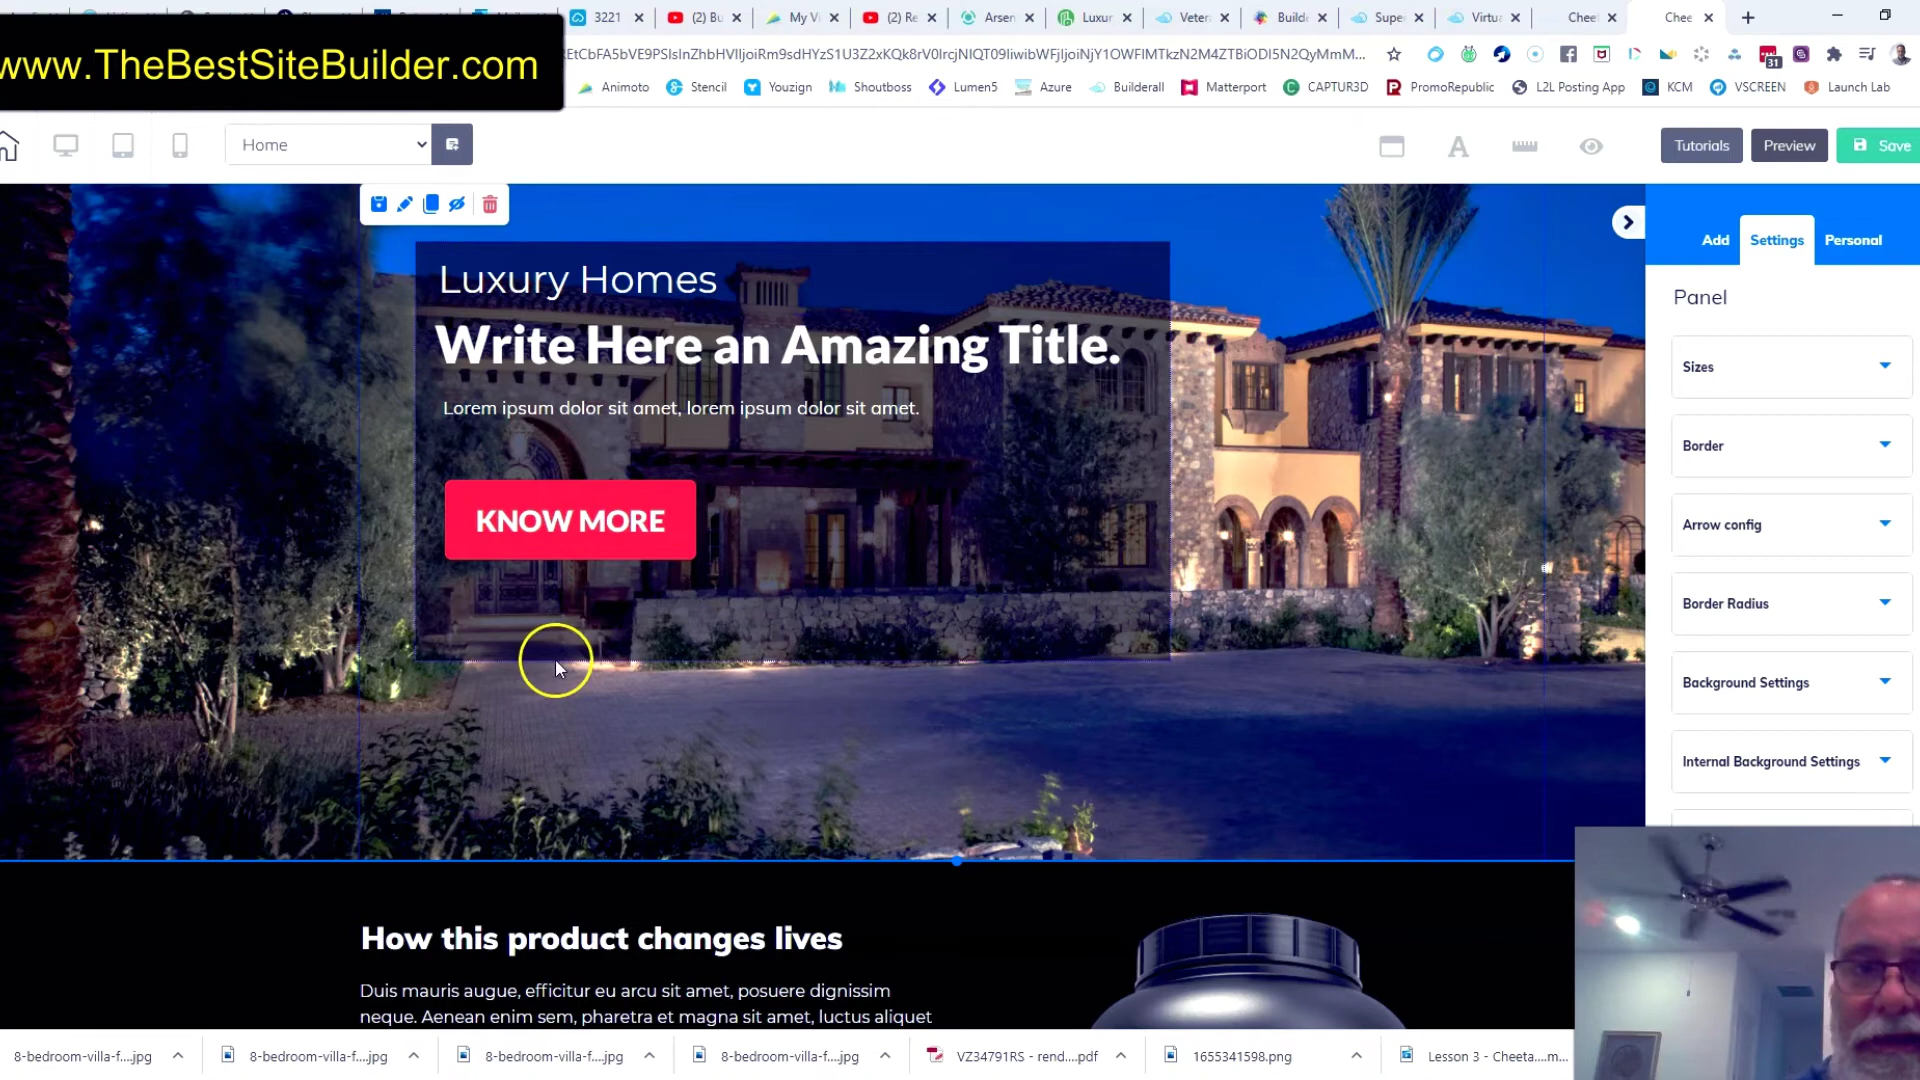 3221
(2) Bu
My Vi
(2) Re
Arsen
Luxur
Veter
Builde
Super
Virtua
Cheet
Chee
www.TheBestSiteBuilder.com
31
Animoto
Stencil
Youzign
Shoutboss
Lumen5
Azure
Builderall
Matterport
CAPTUR3D
PromoRepublic
L2L Posting App
KCM
VSCREEN
Launch Lab
Home
Tutorials
Preview
Save
Add
Settings
Personal
Luxury Homes
Write Here an Amazing Title.
Lorem ipsum dolor sit amet, lorem ipsum dolor sit amet.
KNOW MORE
Panel
Sizes
Border
Arrow config
Border Radius
Background Settings
Internal Background Settings
How this product changes lives
Duis mauris augue, efficitur eu arcu sit amet, posuere dignissim
neque. Aenean enim sem, pharetra et magna sit amet, luctus aliquet
8-bedroom-villa-f....jpg
8-bedroom-villa-f....jpg
8-bedroom-villa-f....jpg
8-bedroom-villa-f....jpg
VZ34791RS - rend....pdf
1655341598.png
Lesson 3 - Cheeta....m...